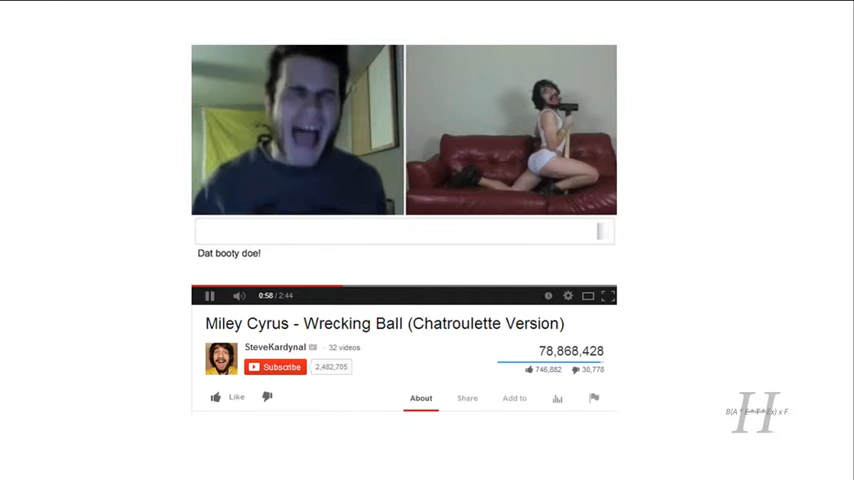 Dat booty doe!
0:58 / 2:44
Miley Cyrus - Wrecking Ball (Chatroulette Version)
SteveKardynal - 32 videos
Subscribe 2,482,705
78,868,428
746,882 30,778
Like About Share Add to
H